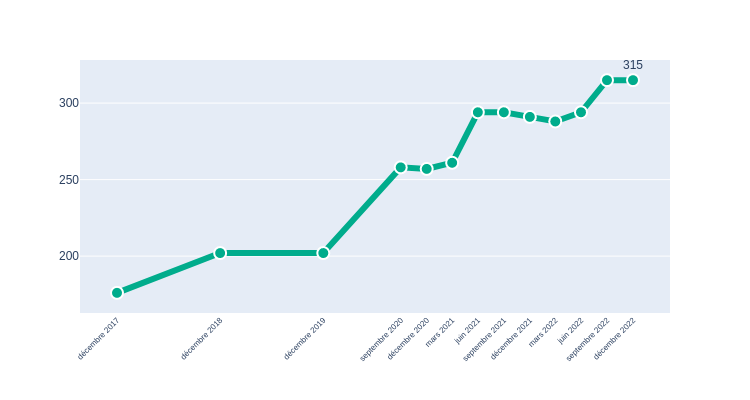 315
300
250
200
décembre 2017
décembre 2018
décembre 2019
septembre 2020
décembre 2020
mars 2021
juin 2021
septembre 2021
décembre 2021
mars 2022
juin 2022
septembre 2022
décembre 2022